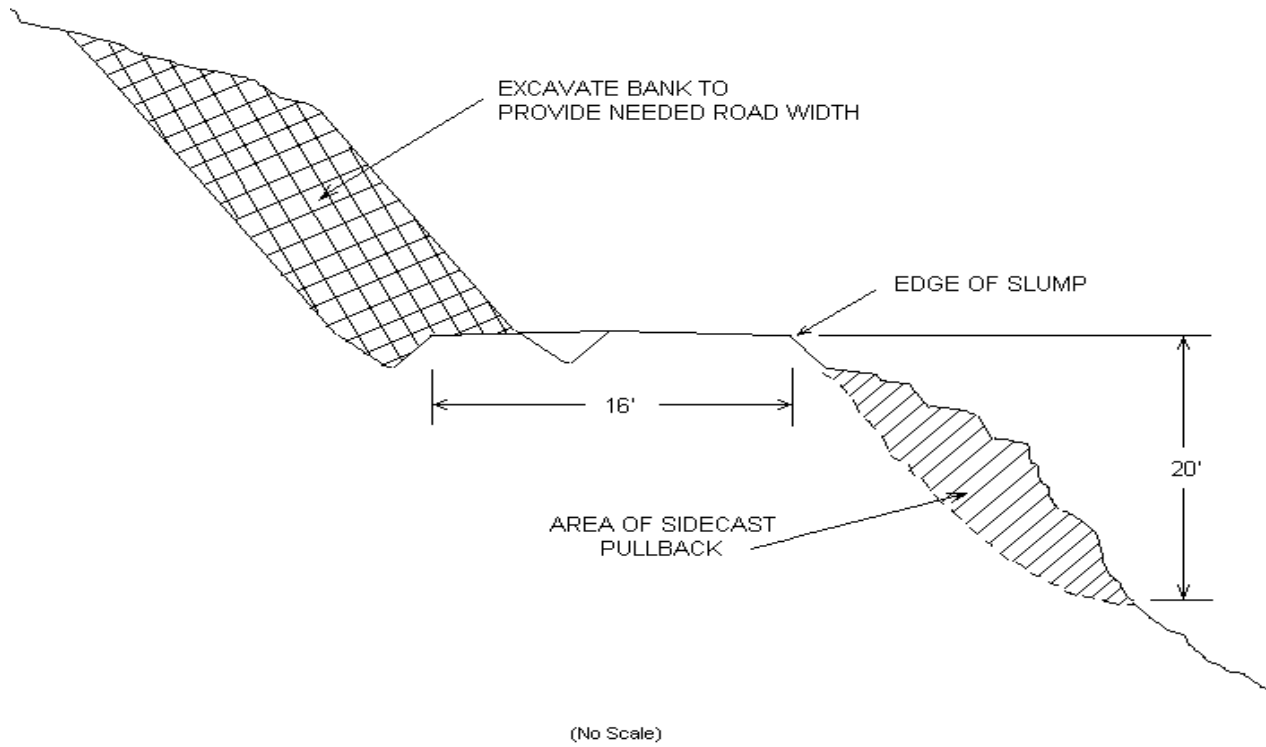 EXCAVATE BANK TO
PROVIDE NEEDED ROAD WIDTH
EDGE OF SLUMP
16'
20'
AREA OF SIDECAST
PULLBACK
(No Scale)